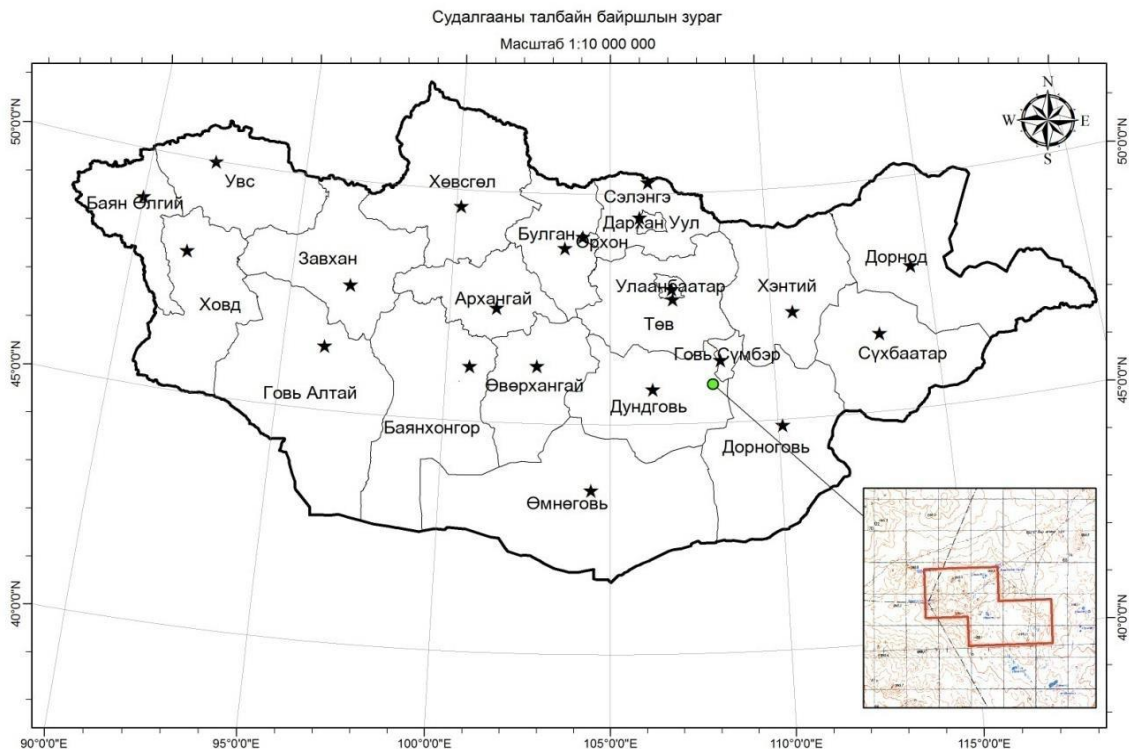 Судалгааны талбайн байршлын зураг
Масштаб 1:10 000 000
N
W
E
S
50°0'0"N
50°0'0"N
Увс
Хөвсгөл
Баян Өлгий
Сэлэнгэ
Дархан Уул
Булган
Орхон
Завхан
Дорнод
Улаанбаатар
Хэнтий
Ховд
Архангай
Төв
45°0'0"N
45°0'0"N
Говь Сүмбэр
Сүхбаатар
Говь Алтай
Өвөрхангай
Дундговь
Баянхонгор
Дорноговь
Өмнөговь
40°0'0"N
40°0'0"N
90°0'0"E
95°0'0"E
100°0'0"E
105°0'0"E
110°0'0"E
115°0'0"E